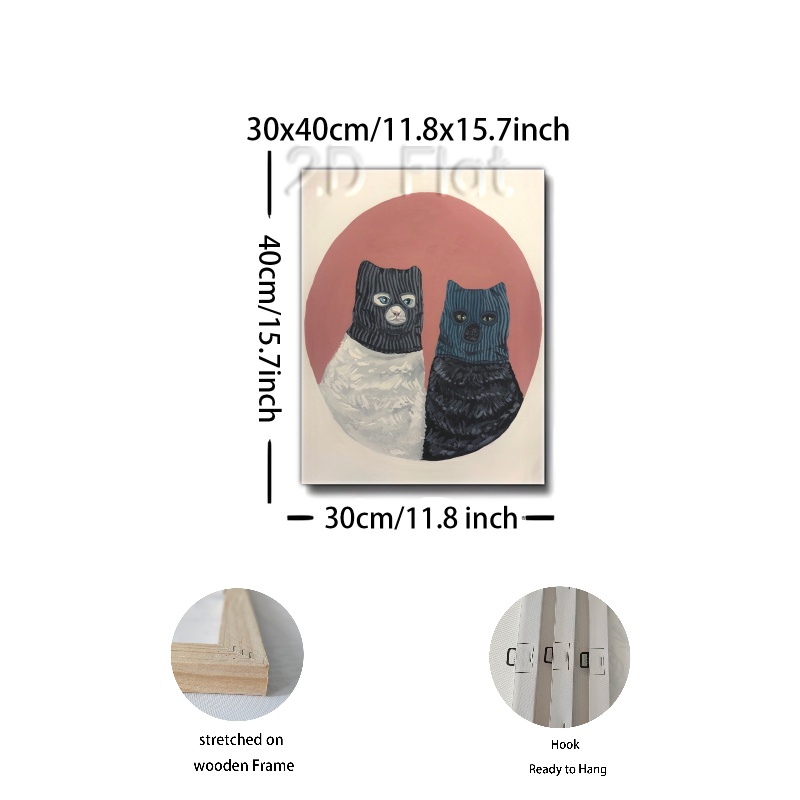 30x40cm/11.8x15.7inch
2.D Flat.
40cm/15.7inch
30cm/11.8 inch
stretched on
wooden Frame
Hook
Ready to Hang